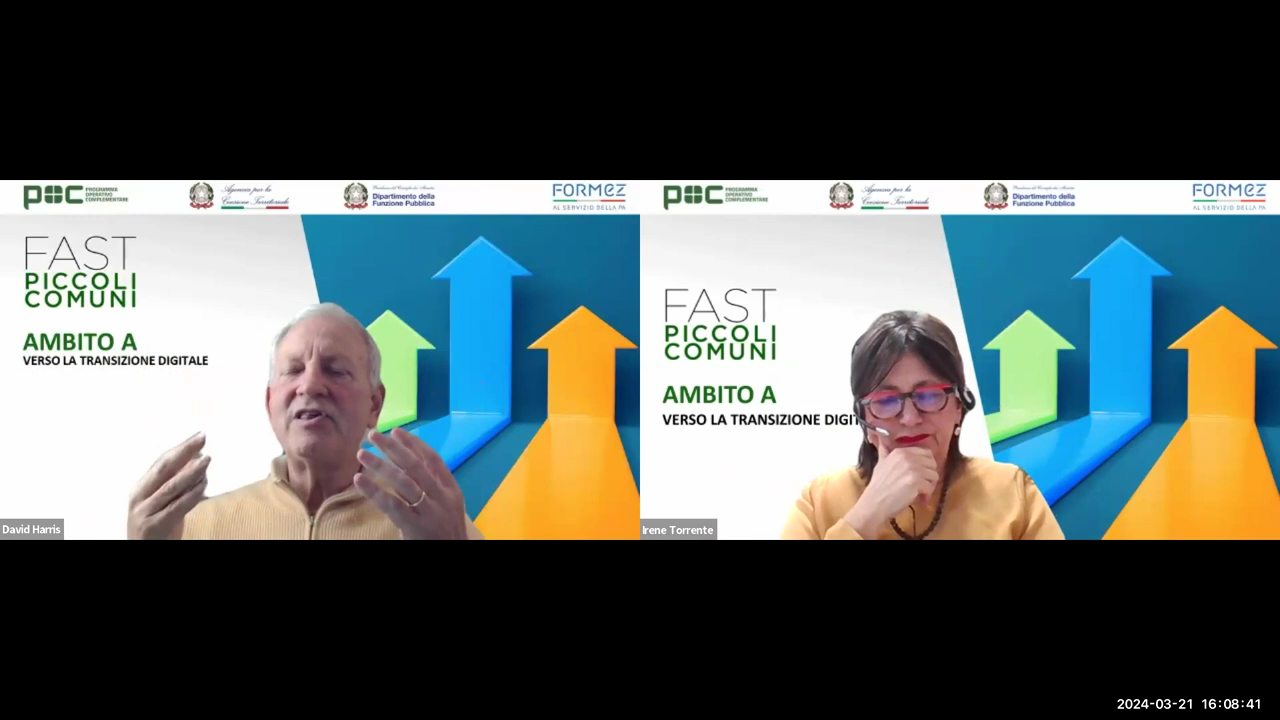 POC PROGRAMMA
OPERATIVO
COMPLEMENTARE
Agenzia per la
Coesione Territoriale
Dipartimento della
Funzione Pubblica
FORMEZ
AL SERVIZIO DELLA PA
FAST
PICCOLI
COMUNI
AMBITO A
VERSO LA TRANSIZIONE DIGITALE
David Harris
POC PROGRAMMA
OPERATIVO
COMPLEMENTARE
Agenzia per la
Coesione Territoriale
Dipartimento della
Funzione Pubblica
FORMEZ
AL SERVIZIO DELLA PA
FAST
PICCOLI
COMUNI
AMBITO A
VERSO LA TRANSIZIONE DIGIT
Irene Torrente
2024-03-21 16:08:41